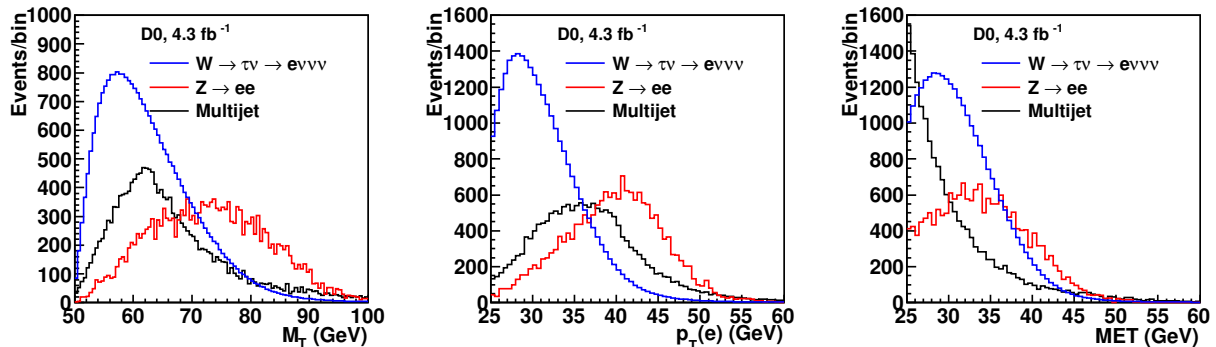 Events/bin
1000
900
800
700
600
500
400
300
200
100
0
D0, 4.3 fb⁻¹
W → τν → eννν
Z → ee
Multijet
50 60 70 80 90 100
M_T (GeV)
Events/bin
1600
1400
1200
1000
800
600
400
200
0
D0, 4.3 fb⁻¹
W → τν → eννν
Z → ee
Multijet
25 30 35 40 45 50 55 60
p_T(e) (GeV)
Events/bin
1600
1400
1200
1000
800
600
400
200
0
D0, 4.3 fb⁻¹
W → τν → eννν
Z → ee
Multijet
25 30 35 40 45 50 55 60
MET (GeV)